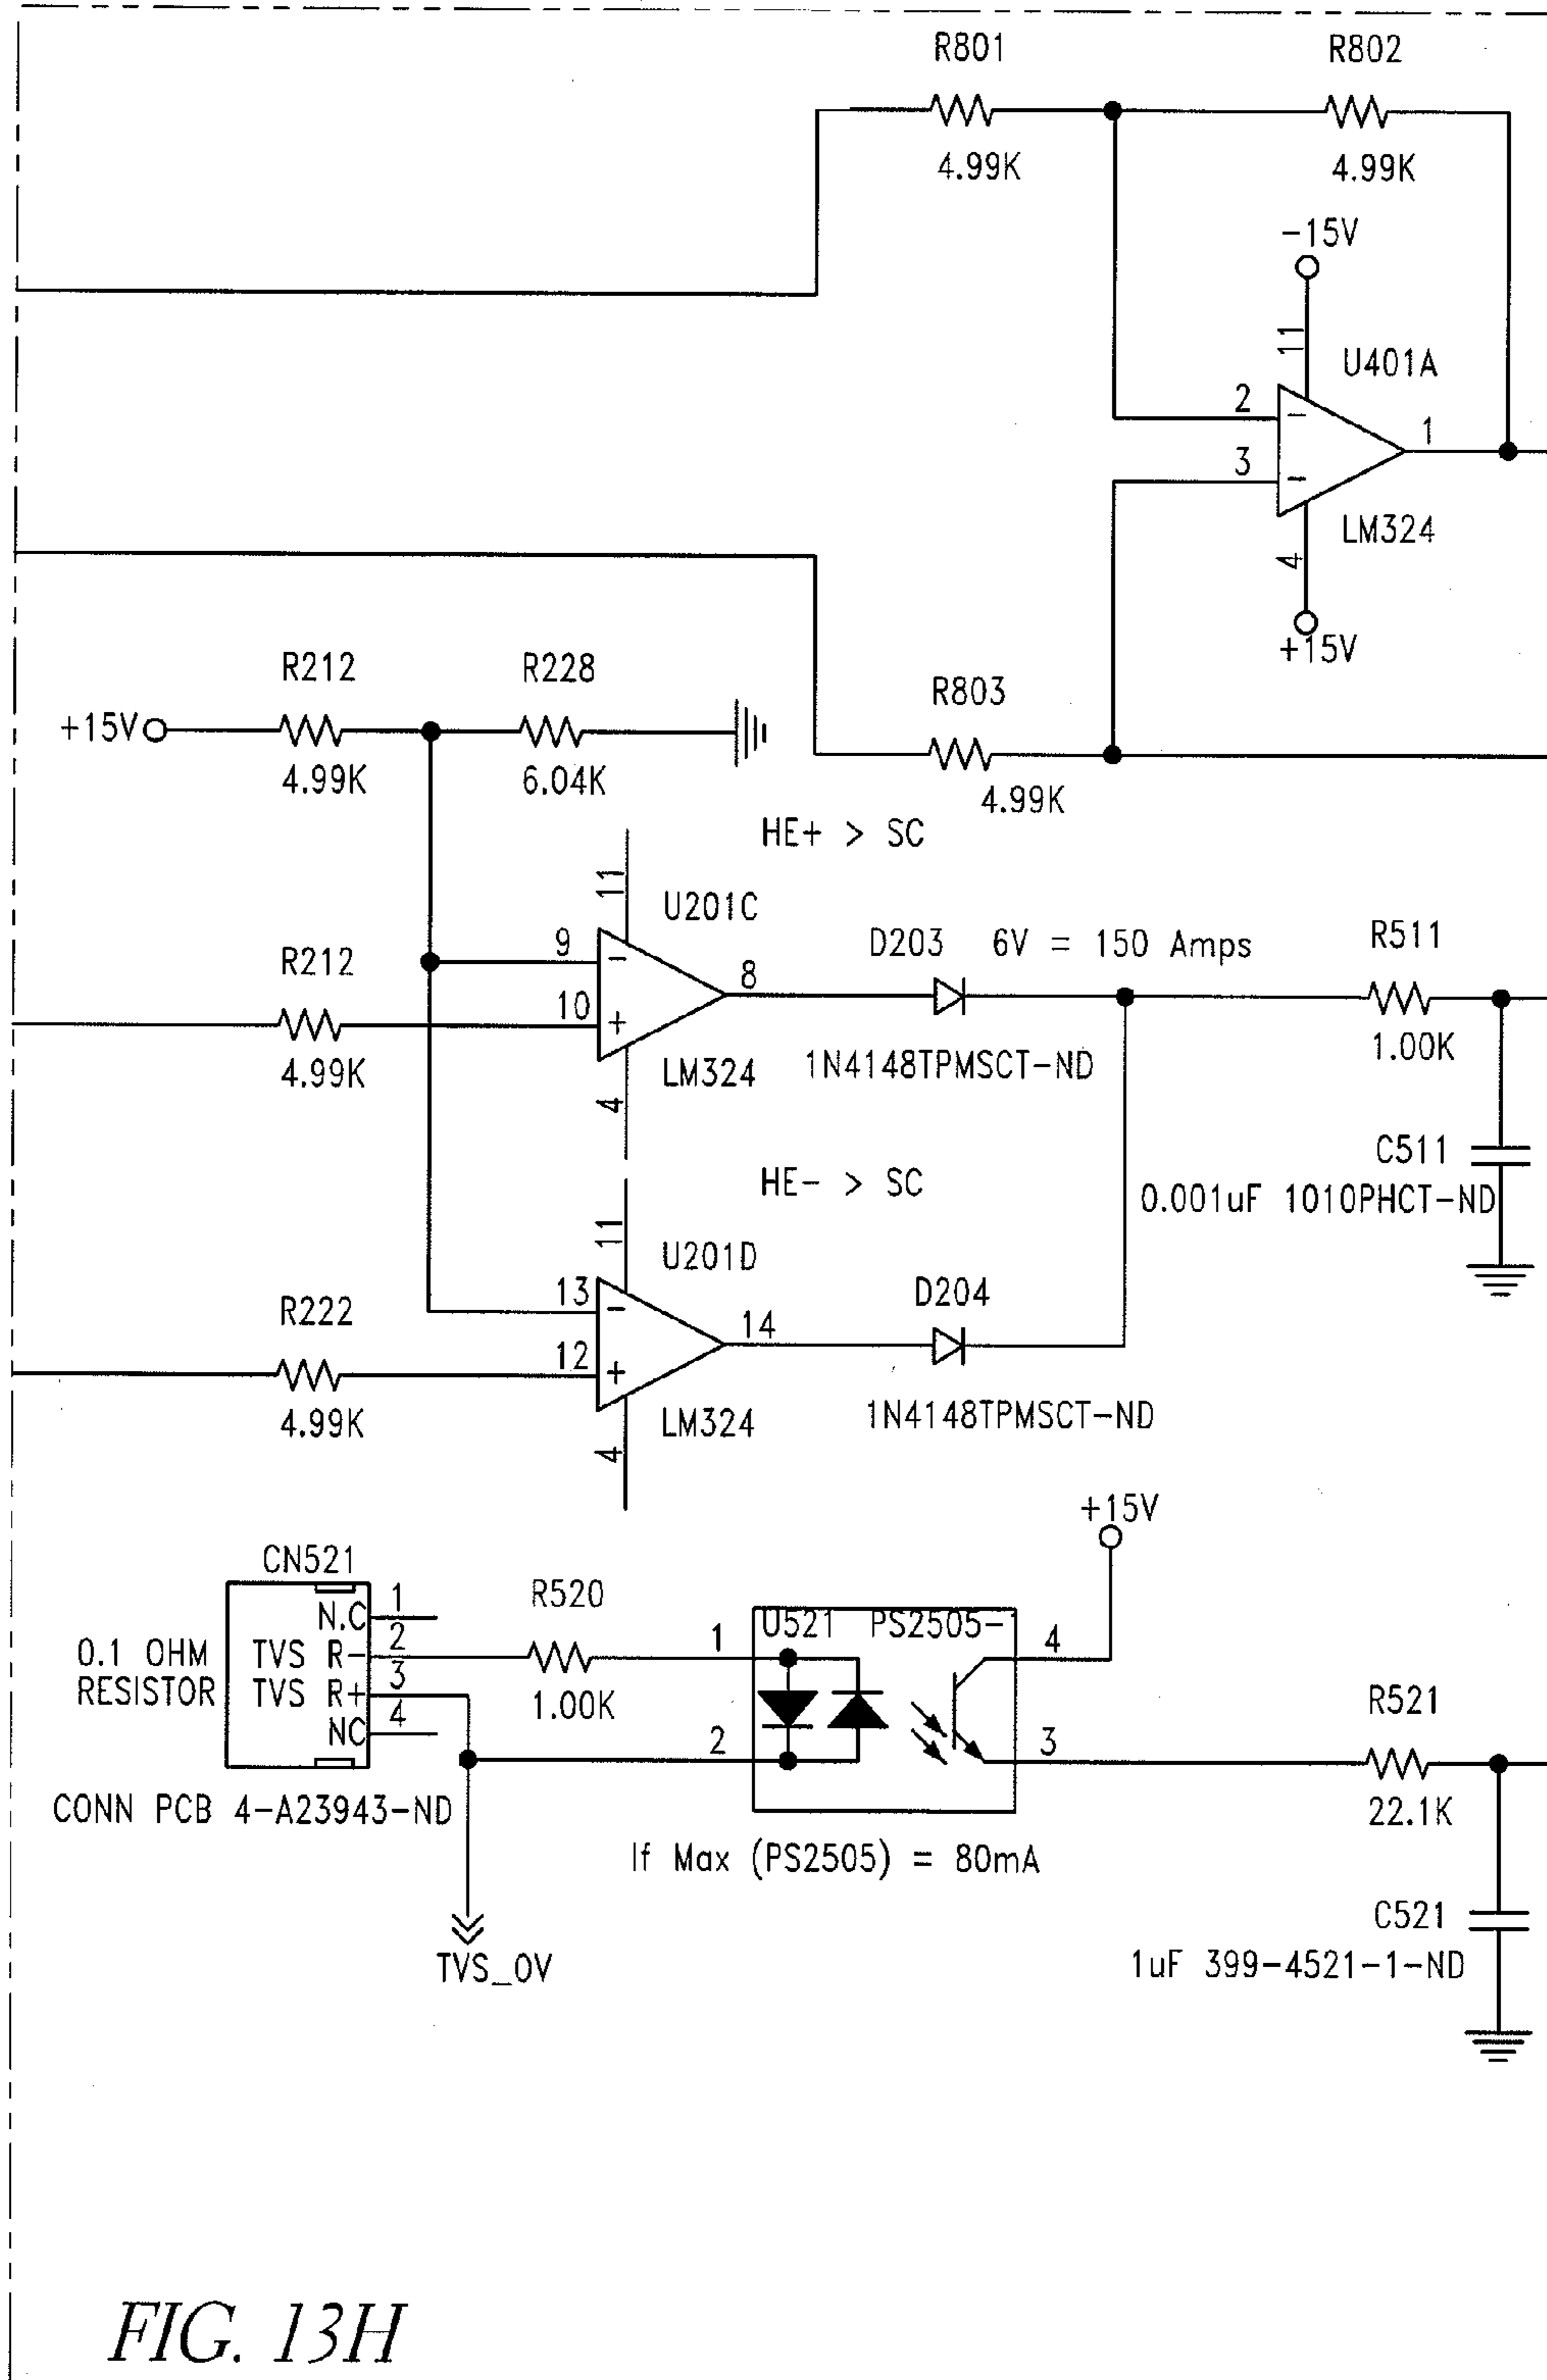 R801
R802
4.99K
4.99K
-15V
11
U401A
2
-
1
3
-
LM324
4
+15V
R212
R228
R803
+15V
4.99K
6.04K
4.99K
HE+ > SC
11
U201C
R212
9
-
8
D203
6V = 150 Amps
R511
10
+
4.99K
LM324
1N4148TPMSCT-ND
1.00K
4
C511
HE- > SC
0.001uF 1010PHCT-ND
11
U201D
R222
13
-
14
D204
12
+
4.99K
LM324
1N4148TPMSCT-ND
4
+15V
CN521
R520
N.C
1
U521
PS2505-1
0.1 OHM
TVS R-
2
1
4
RESISTOR
TVS R+
3
1.00K
R521
NC
4
2
3
CONN PCB 4-A23943-ND
22.1K
If Max (PS2505) = 80mA
C521
TVS_0V
1uF 399-4521-1-ND
FIG. 13H